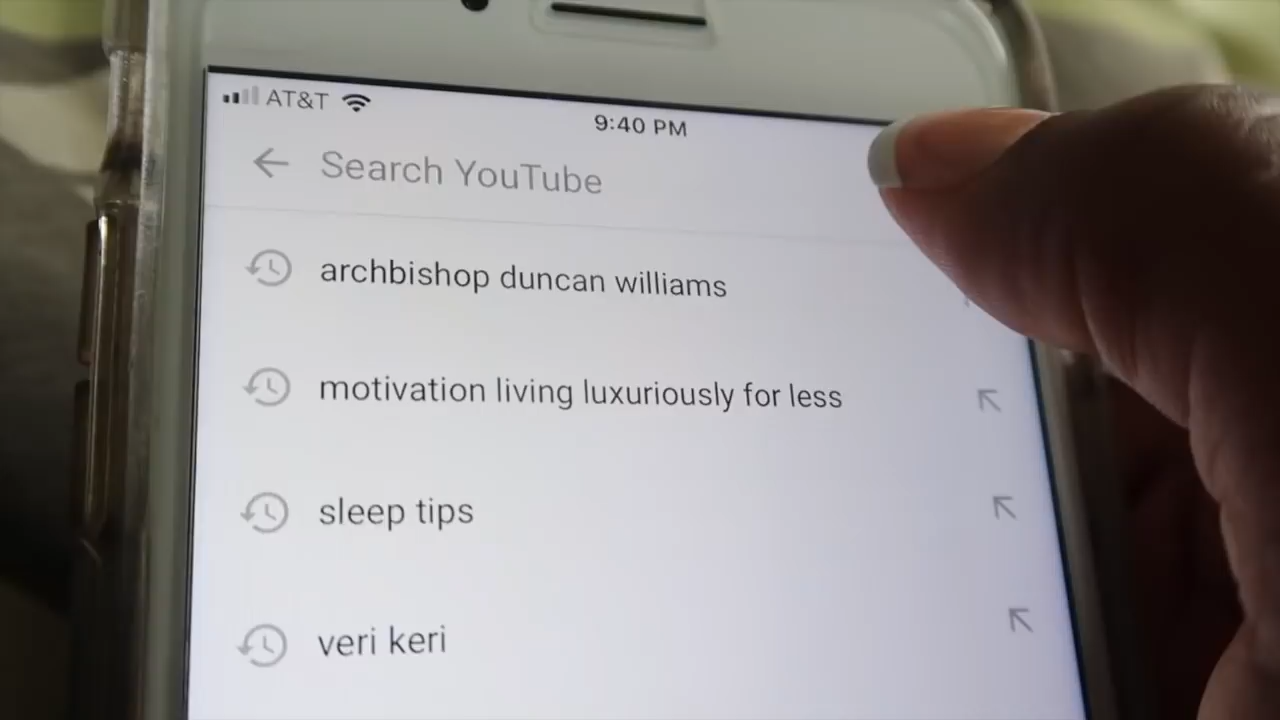 AT&T
9:40 PM
Search YouTube
archbishop duncan williams
motivation living luxuriously for less
sleep tips
veri keri